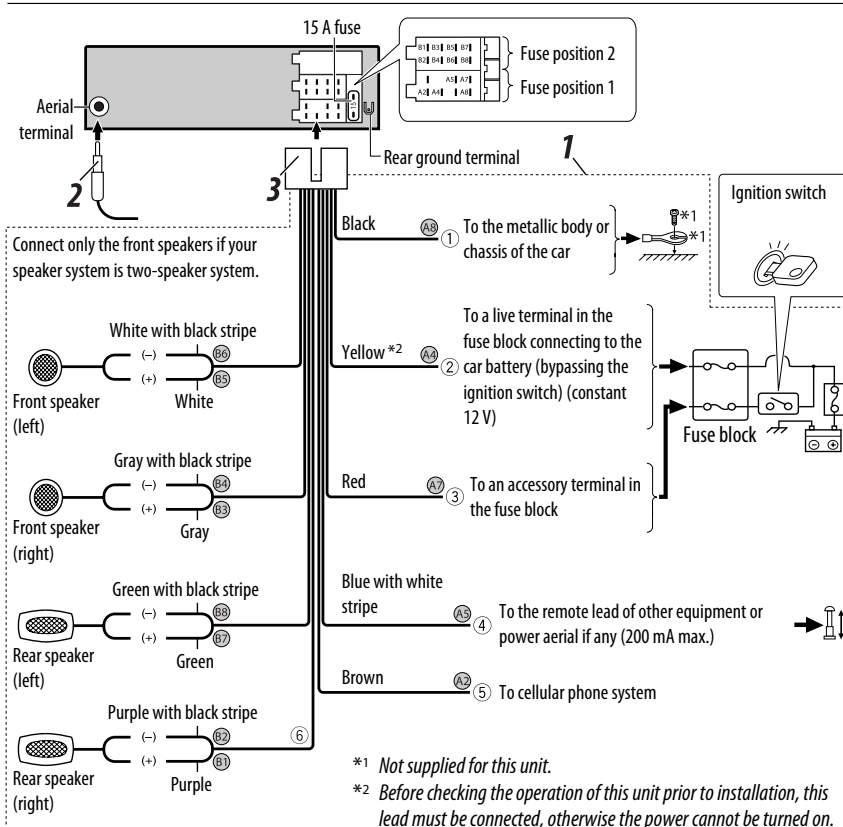 15 A fuse
B1 B3 B5 B7
B2 B4 B6 B8
A5 A7
A2 A4 A8
Fuse position 2
Fuse position 1
15
Aerial
terminal
Rear ground terminal
1
2
3
Ignition switch
Connect only the front speakers if your
speaker system is two-speaker system.
Black
A8
① To the metallic body or
chassis of the car
*1
*1
White with black stripe
(–) B6
(+) B5
White
Front speaker
(left)
Yellow *2
A4
② To a live terminal in the
fuse block connecting to the
car battery (bypassing the
ignition switch) (constant
12 V)
Fuse block
Gray with black stripe
(–) B4
(+) B3
Gray
Front speaker
(right)
Red
A7
③ To an accessory terminal in
the fuse block
Green with black stripe
(–) B8
(+) B7
Green
Rear speaker
(left)
Blue with white
stripe
A5
④ To the remote lead of other equipment or
power aerial if any (200 mA max.)
Brown
A2
⑤ To cellular phone system
Purple with black stripe
(–) B2
(+) B1
⑥
Purple
Rear speaker
(right)
*1 Not supplied for this unit.
*2 Before checking the operation of this unit prior to installation, this
lead must be connected, otherwise the power cannot be turned on.